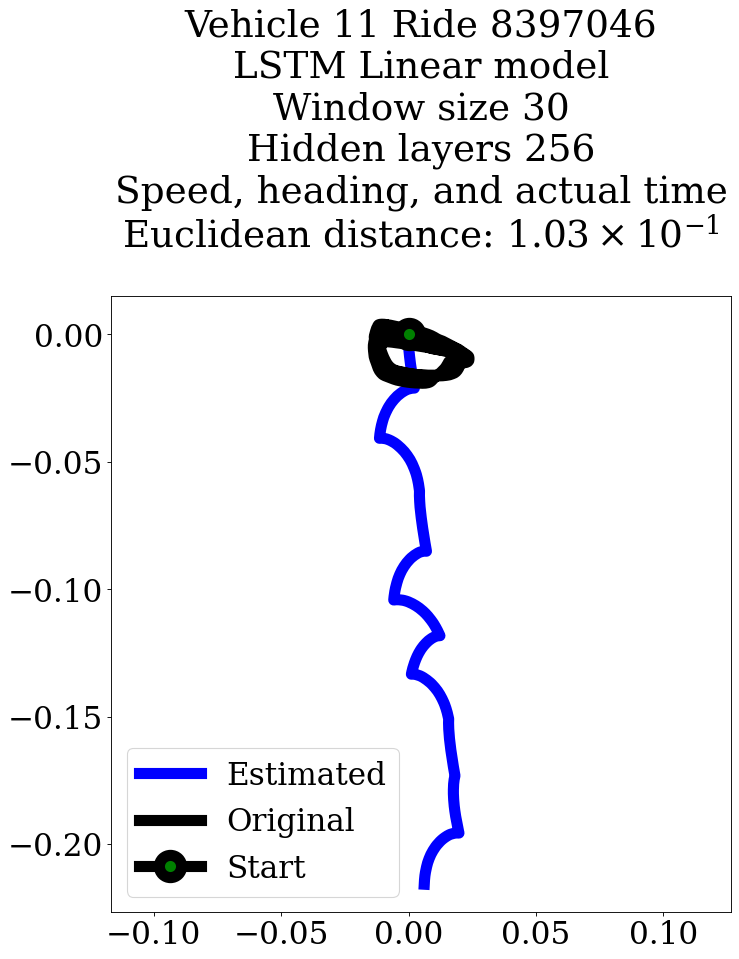 Vehicle 11 Ride 8397046
LSTM Linear model
Window size 30
Hidden layers 256
Speed, heading, and actual time
Euclidean distance: 1.03 × 10⁻¹
0.00
−0.05
−0.10
−0.15
−0.20
Estimated
Original
Start
−0.10 −0.05 0.00 0.05 0.10